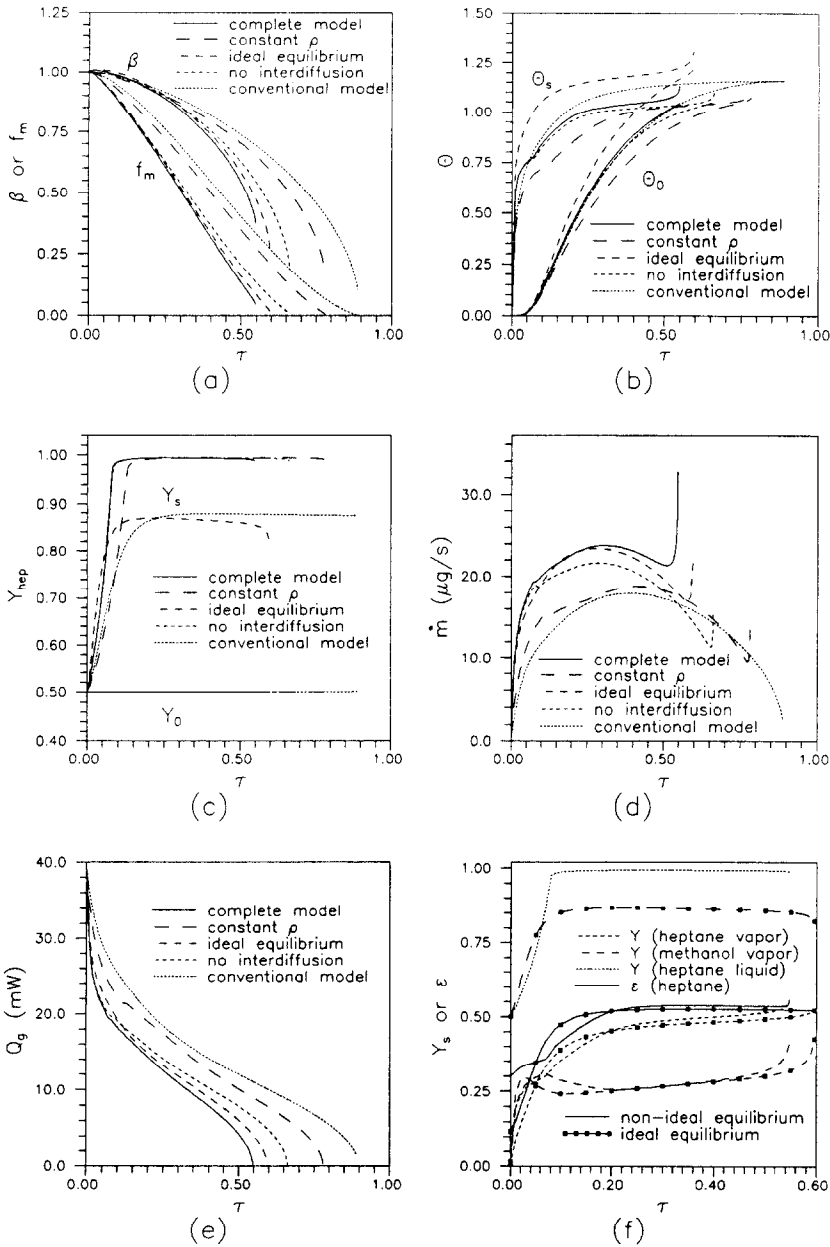 complete model
constant ρ
ideal equilibrium
no interdiffusion
conventional model
β
f_m
1.00
0.75
0.50
0.25
0.00
β or f_m
0.00
0.50
1.00
τ
(a)
1.50
1.25
1.00
0.75
0.50
0.25
0.00
Θ
Θ_s
Θ_0
complete model
constant ρ
ideal equilibrium
no interdiffusion
conventional model
0.00
0.50
1.00
τ
(b)
1.00
0.90
0.80
0.70
0.60
0.50
0.40
Y_hep
Y_s
complete model
constant ρ
ideal equilibrium
no interdiffusion
conventional model
Y_0
0.00
0.50
1.00
τ
(c)
30.0
20.0
10.0
0.0
ṁ (μg/s)
complete model
constant ρ
ideal equilibrium
no interdiffusion
conventional model
0.00
0.50
1.00
τ
(d)
40.0
30.0
20.0
10.0
0.0
Q_g (mW)
complete model
constant ρ
ideal equilibrium
no interdiffusion
conventional model
0.00
0.50
1.00
τ
(e)
1.00
0.75
0.50
0.25
0.00
Y_s or ε
Y (heptane vapor)
Y (methanol vapor)
Y (heptane liquid)
ε (heptane)
non-ideal equilibrium
ideal equilibrium
0.00
0.20
0.40
0.60
τ
(f)